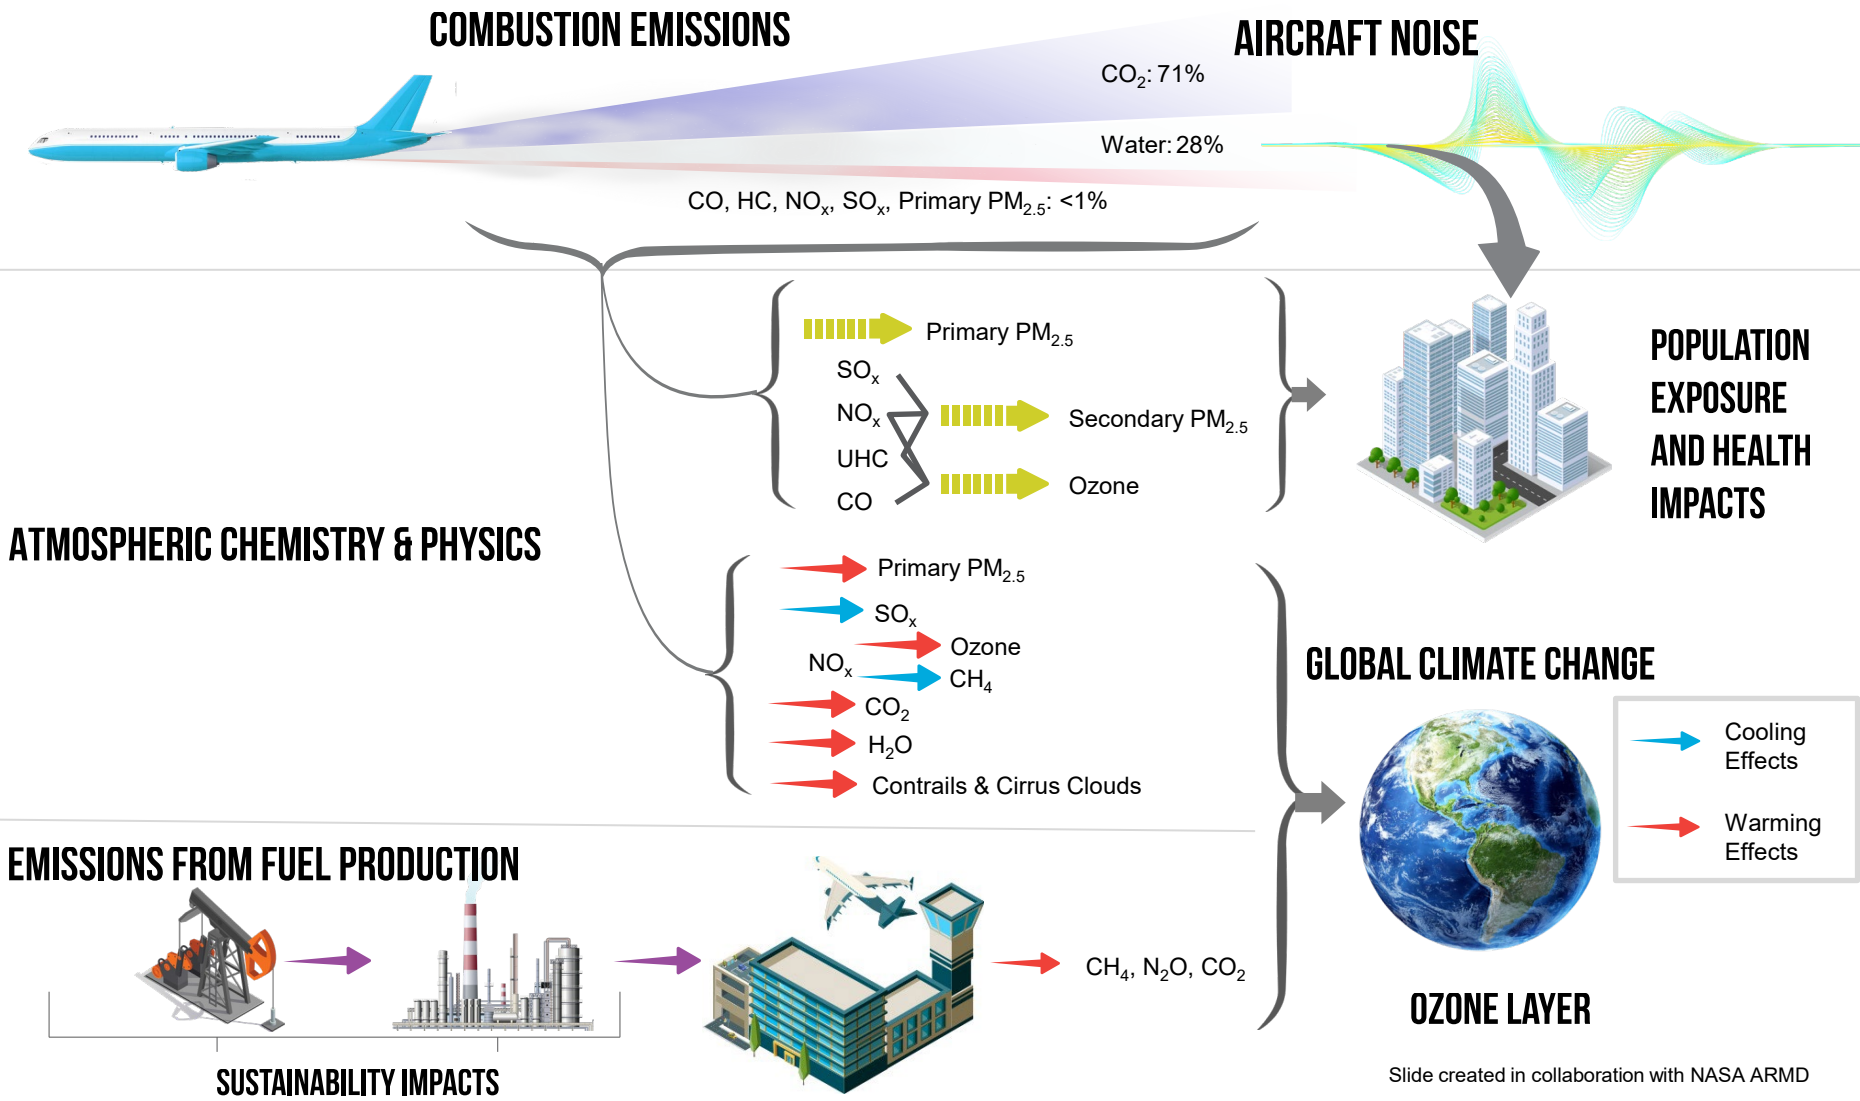 COMBUSTION EMISSIONS
AIRCRAFT NOISE
CO₂: 71%
Water: 28%
CO, HC, NOₓ, SOₓ, Primary PM₂.₅: <1%
Primary PM₂.₅
SOₓ
NOₓ
Secondary PM₂.₅
UHC
Ozone
CO
POPULATION
EXPOSURE
AND HEALTH
IMPACTS
ATMOSPHERIC CHEMISTRY & PHYSICS
Primary PM₂.₅
SOₓ
Ozone
NOₓ
CH₄
CO₂
H₂O
Contrails & Cirrus Clouds
GLOBAL CLIMATE CHANGE
Cooling
Effects
Warming
Effects
EMISSIONS FROM FUEL PRODUCTION
CH₄, N₂O, CO₂
OZONE LAYER
SUSTAINABILITY IMPACTS
Slide created in collaboration with NASA ARMD